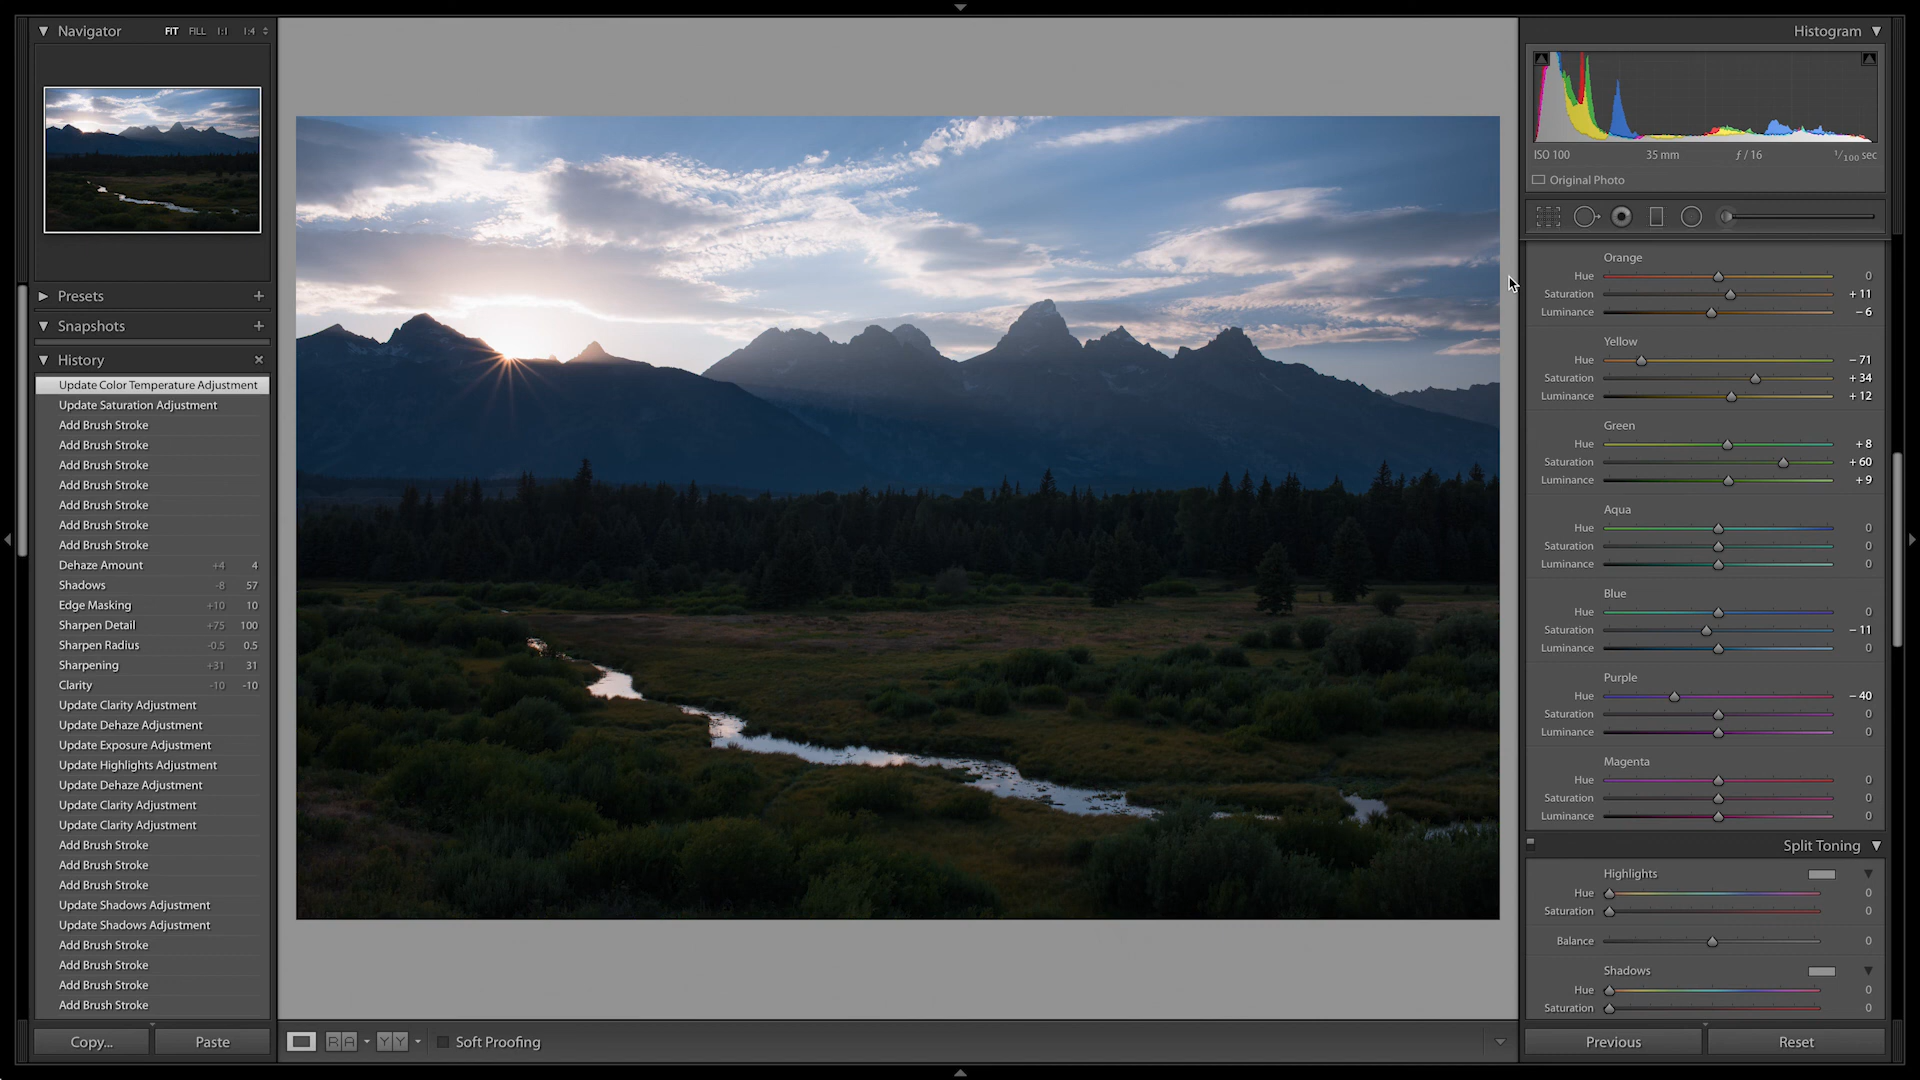 Navigator FIT FILL 1:1 1:4
Presets +
Snapshots +
History ×
Update Color Temperature Adjustment
Update Saturation Adjustment
Add Brush Stroke
Add Brush Stroke
Add Brush Stroke
Add Brush Stroke
Add Brush Stroke
Add Brush Stroke
Add Brush Stroke
Dehaze Amount +4 4
Shadows -8 57
Edge Masking +10 10
Sharpen Detail +75 100
Sharpen Radius -0.5 0.5
Sharpening +31 31
Clarity -10 -10
Update Clarity Adjustment
Update Dehaze Adjustment
Update Exposure Adjustment
Update Highlights Adjustment
Update Dehaze Adjustment
Update Clarity Adjustment
Update Clarity Adjustment
Add Brush Stroke
Add Brush Stroke
Add Brush Stroke
Update Shadows Adjustment
Update Shadows Adjustment
Add Brush Stroke
Add Brush Stroke
Add Brush Stroke
Add Brush Stroke
Copy... Paste
RA YY Soft Proofing
Histogram
ISO 100 35 mm ƒ / 16 1/100 sec
Original Photo
Orange
Hue 0
Saturation + 11
Luminance – 6
Yellow
Hue – 71
Saturation + 34
Luminance + 12
Green
Hue + 8
Saturation + 60
Luminance + 9
Aqua
Hue 0
Saturation 0
Luminance 0
Blue
Hue 0
Saturation – 11
Luminance 0
Purple
Hue – 40
Saturation 0
Luminance 0
Magenta
Hue 0
Saturation 0
Luminance 0
Split Toning
Highlights
Hue 0
Saturation 0
Balance 0
Shadows
Hue 0
Saturation 0
Previous Reset